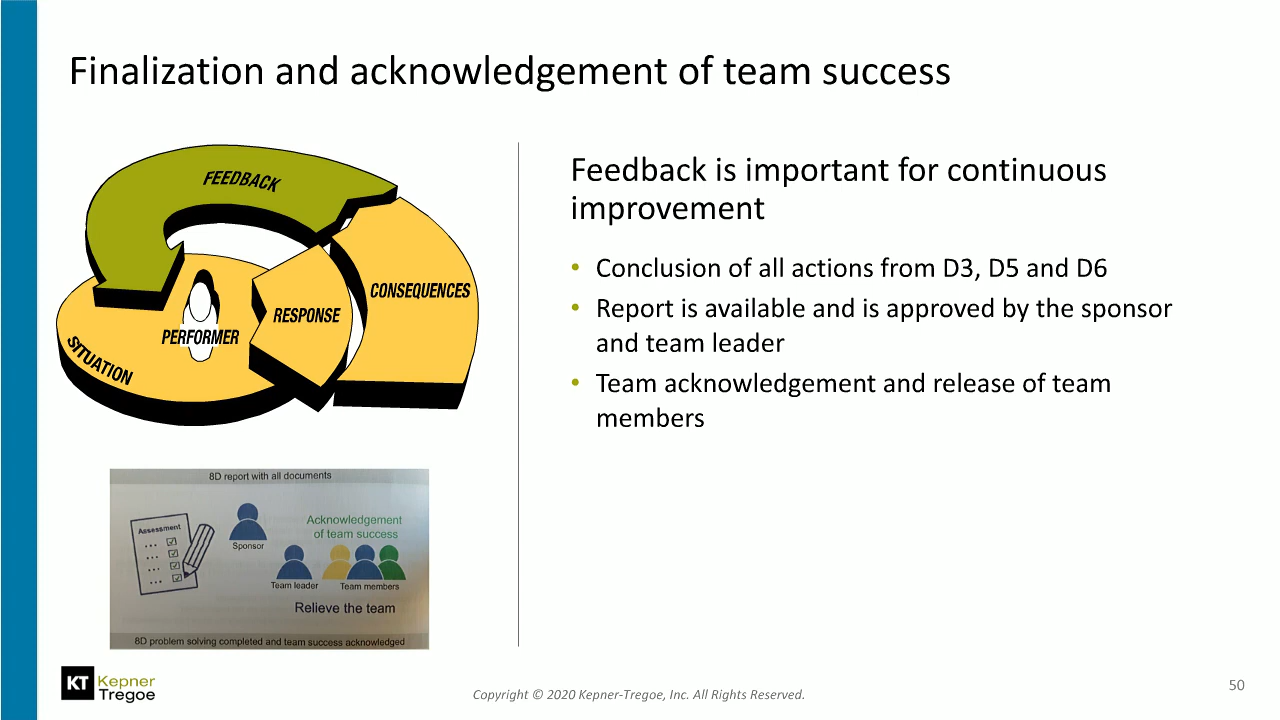 Finalization and acknowledgement of team success
FEEDBACK
CONSEQUENCES
RESPONSE
PERFORMER
SITUATION
8D report with all documents
Assessment
Sponsor
Acknowledgement
of team success
Team leader
Team members
Relieve the team
8D problem solving completed and team success acknowledged
Feedback is important for continuous
improvement
• Conclusion of all actions from D3, D5 and D6
• Report is available and is approved by the sponsor
and team leader
• Team acknowledgement and release of team
members
KT Kepner
Tregoe
Copyright © 2020 Kepner-Tregoe, Inc. All Rights Reserved.
50